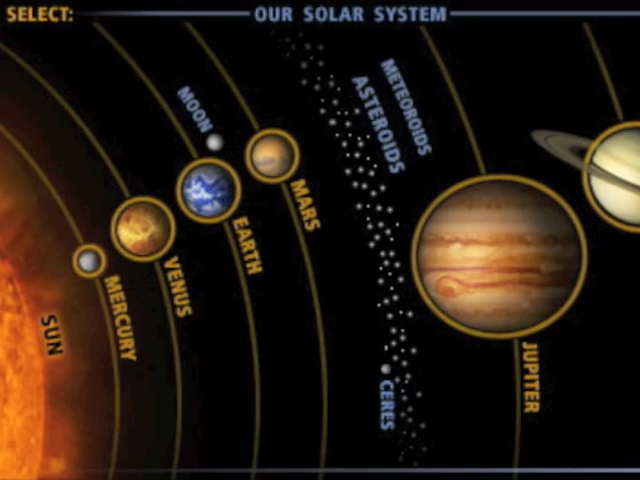 SELECT:
OUR SOLAR SYSTEM
SUN
MERCURY
VENUS
MOON
EARTH
MARS
METEOROIDS
ASTEROIDS
CERES
JUPITER